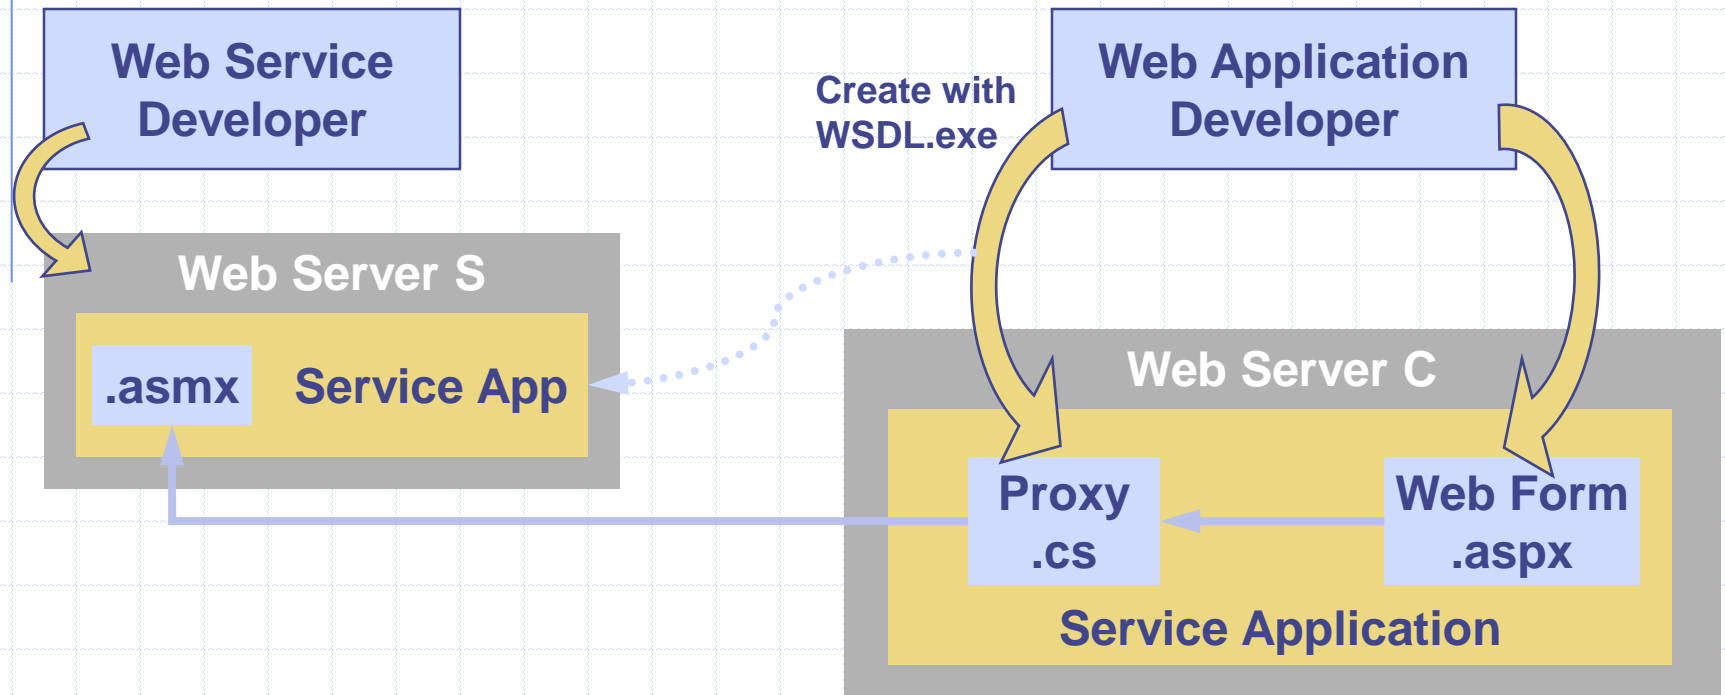 Web Service
Developer
Create with
WSDL.exe
Web Application
Developer
Web Server S
.asmx
Service App
Web Server C
Proxy
.cs
Web Form
.aspx
Service Application